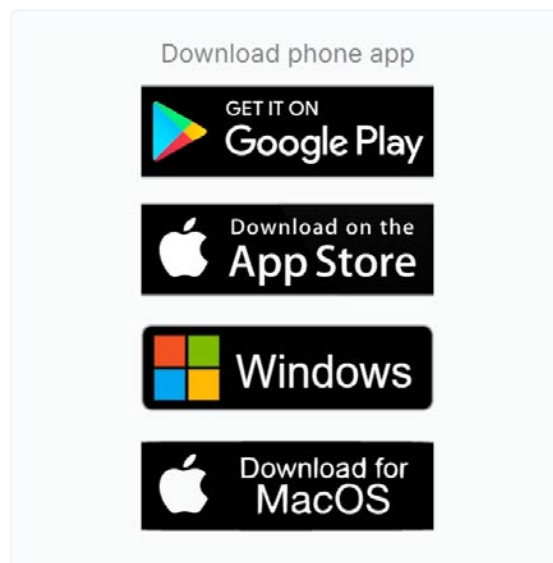 Download phone app
GET IT ON
Google Play
Download on the
App Store
Windows
Download for
MacOS